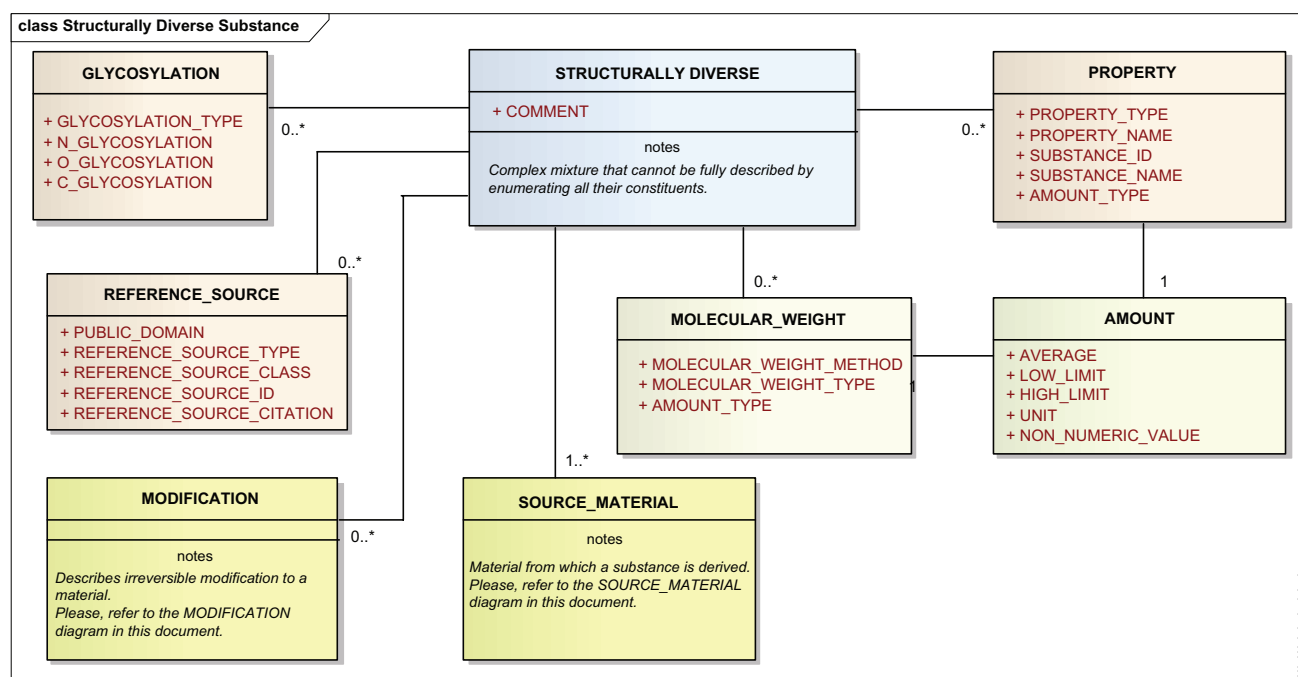 class Structurally Diverse Substance
GLYCOSYLATION
+ GLYCOSYLATION_TYPE
+ N_GLYCOSYLATION
+ O_GLYCOSYLATION
+ C_GLYCOSYLATION
0..*
STRUCTURALLY DIVERSE
+ COMMENT
notes
Complex mixture that cannot be fully described by
enumerating all their constituents.
0..*
PROPERTY
+ PROPERTY_TYPE
+ PROPERTY_NAME
+ SUBSTANCE_ID
+ SUBSTANCE_NAME
+ AMOUNT_TYPE
0..*
REFERENCE_SOURCE
+ PUBLIC_DOMAIN
+ REFERENCE_SOURCE_TYPE
+ REFERENCE_SOURCE_CLASS
+ REFERENCE_SOURCE_ID
+ REFERENCE_SOURCE_CITATION
0..*
MOLECULAR_WEIGHT
+ MOLECULAR_WEIGHT_METHOD
+ MOLECULAR_WEIGHT_TYPE
+ AMOUNT_TYPE
1
1
AMOUNT
+ AVERAGE
+ LOW_LIMIT
+ HIGH_LIMIT
+ UNIT
+ NON_NUMERIC_VALUE
MODIFICATION
notes
Describes irreversible modification to a
material.
Please, refer to the MODIFICATION
diagram in this document.
0..*
1..*
SOURCE_MATERIAL
notes
Material from which a substance is derived.
Please, refer to the SOURCE_MATERIAL
diagram in this document.